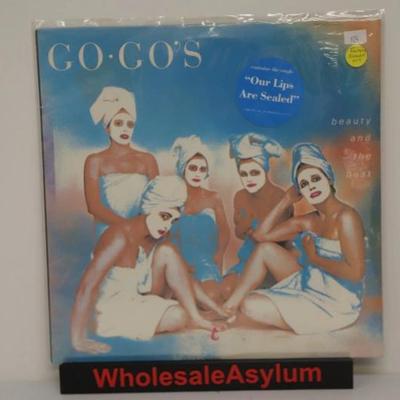 GO·GO'S
contains the single
"Our Lips
Are Sealed"
beauty
and
the
beat
WholesaleAsylum